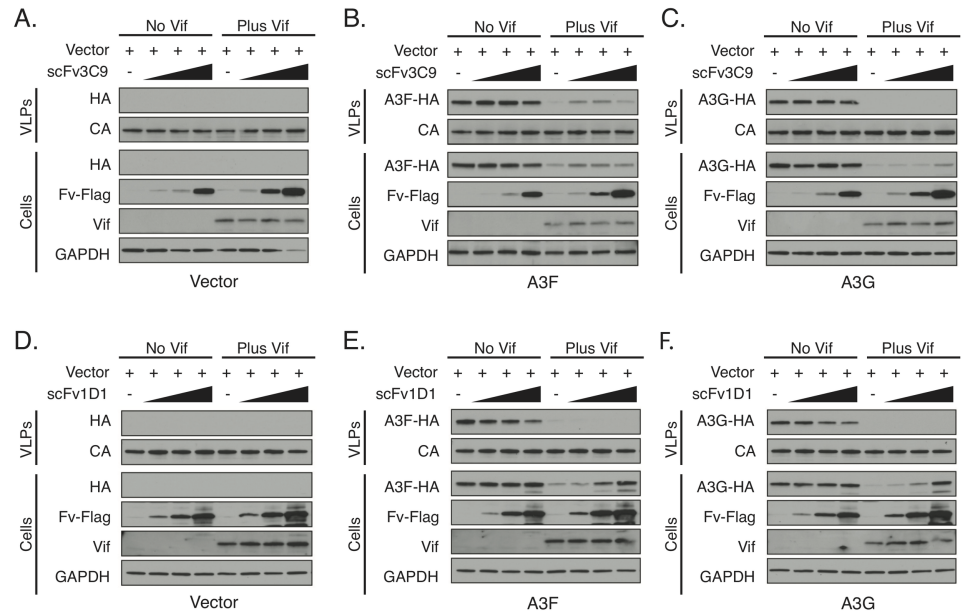 A.
No Vif Plus Vif
Vector + + + + + + + +
scFv3C9 - -
VLPs
HA
CA
Cells
HA
Fv-Flag
Vif
GAPDH
Vector
B.
No Vif Plus Vif
Vector + + + + + + + +
scFv3C9 - -
VLPs
A3F-HA
CA
Cells
A3F-HA
Fv-Flag
Vif
GAPDH
A3F
C.
No Vif Plus Vif
Vector + + + + + + + +
scFv3C9 - -
VLPs
A3G-HA
CA
Cells
A3G-HA
Fv-Flag
Vif
GAPDH
A3G
D.
No Vif Plus Vif
Vector + + + + + + + +
scFv1D1 - -
VLPs
HA
CA
Cells
HA
Fv-Flag
Vif
GAPDH
Vector
E.
No Vif Plus Vif
Vector + + + + + + + +
scFv1D1 - -
VLPs
A3F-HA
CA
Cells
A3F-HA
Fv-Flag
Vif
GAPDH
A3F
F.
No Vif Plus Vif
Vector + + + + + + + +
scFv1D1 - -
VLPs
A3G-HA
CA
Cells
A3G-HA
Fv-Flag
Vif
GAPDH
A3G